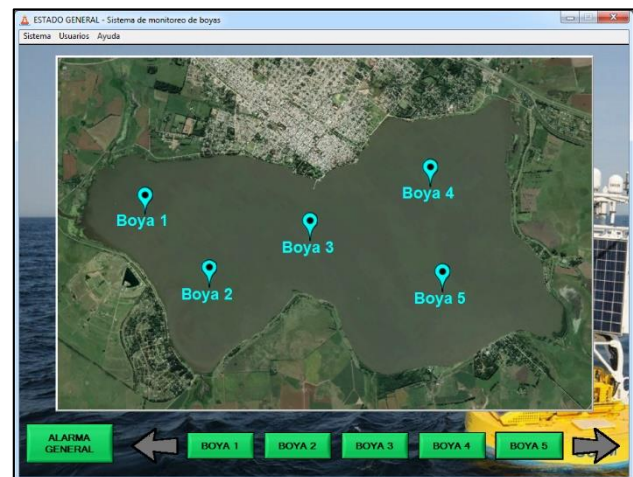 ESTADO GENERAL - Sistema de monitoreo de boyas
Sistema Usuarios Ayuda
Boya 1
Boya 2
Boya 3
Boya 4
Boya 5
ALARMA
GENERAL
BOYA 1
BOYA 2
BOYA 3
BOYA 4
BOYA 5